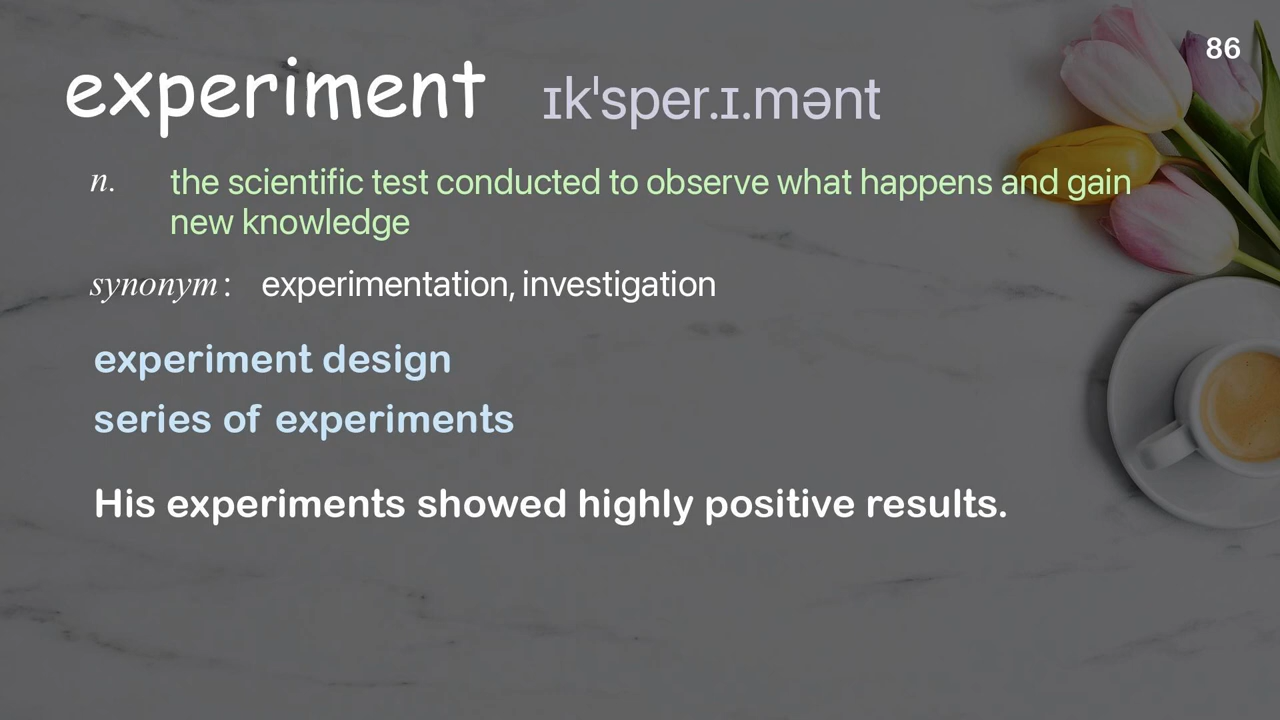 86
experiment ɪkˈsper.ɪ.mənt
n. the scientific test conducted to observe what happens and gain
new knowledge
synonym: experimentation, investigation
experiment design
series of experiments
His experiments showed highly positive results.